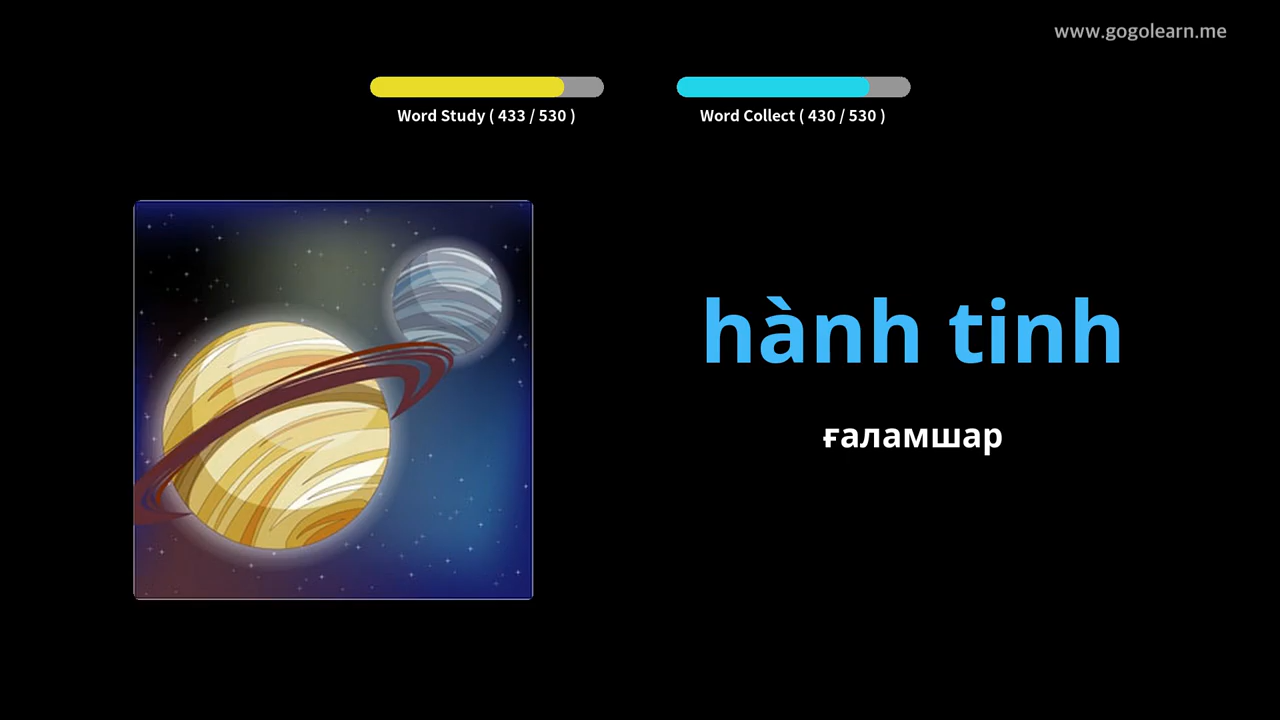 www.gogolearn.me
Word Study ( 433 / 530 )
Word Collect ( 430 / 530 )
hành tinh
ғаламшар